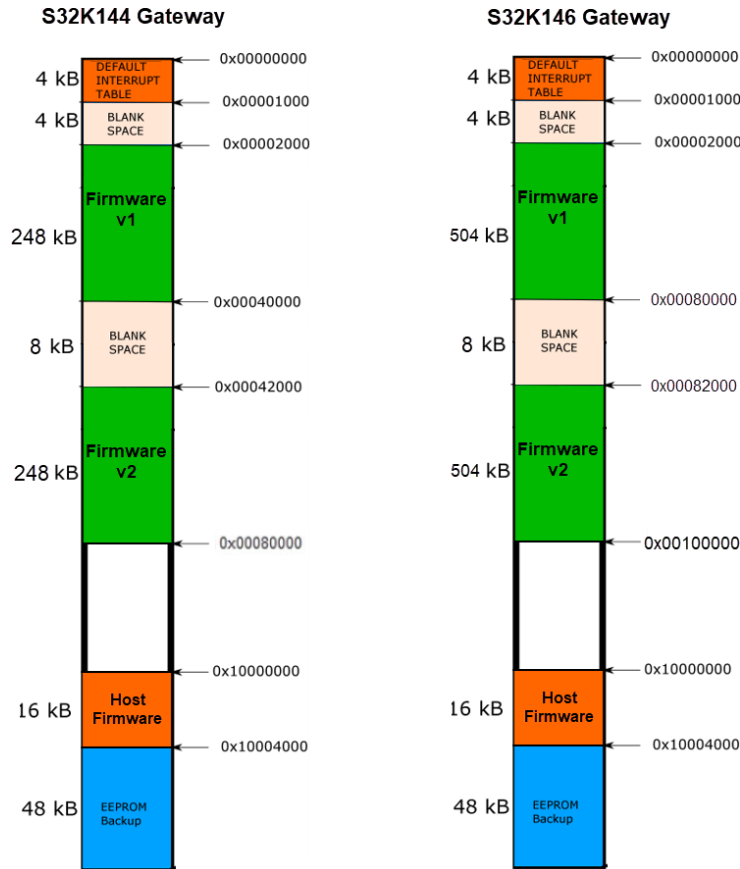 S32K144 Gateway
0x00000000
4 kB
DEFAULT
INTERRUPT
TABLE
0x00001000
4 kB
BLANK
SPACE
0x00002000
Firmware
v1
248 kB
0x00040000
8 kB
BLANK
SPACE
0x00042000
Firmware
v2
248 kB
0x00080000
0x10000000
16 kB
Host
Firmware
0x10004000
48 kB
EEPROM
Backup
S32K146 Gateway
0x00000000
4 kB
DEFAULT
INTERRUPT
TABLE
0x00001000
4 kB
BLANK
SPACE
0x00002000
Firmware
v1
504 kB
0x00080000
8 kB
BLANK
SPACE
0x00082000
Firmware
v2
504 kB
0x00100000
0x10000000
16 kB
Host
Firmware
0x10004000
48 kB
EEPROM
Backup